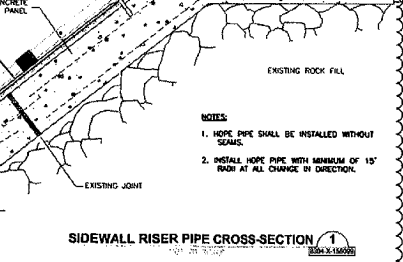 CONCRETE
PANEL
EXISTING ROCK FILL
NOTES:
1. HDPE PIPE SHALL BE INSTALLED WITHOUT
SEAMS.
2. INSTALL HDPE PIPE WITH MINIMUM OF 15'
RADII AT ALL CHANGE IN DIRECTION.
EXISTING JOINT
SIDEWALL RISER PIPE CROSS-SECTION 1